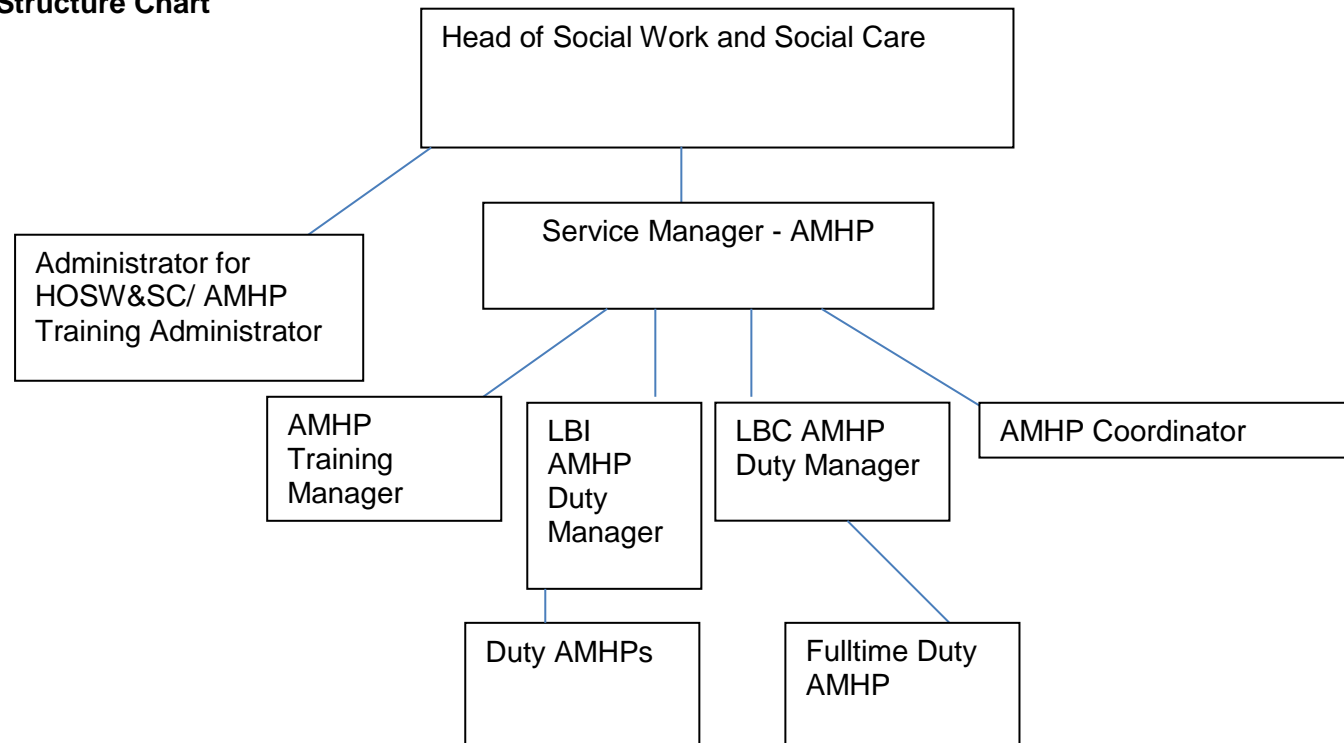 Structure Chart
Head of Social Work and Social Care
Service Manager - AMHP
Administrator for
HOSW&SC/ AMHP
Training Administrator
AMHP
Training
Manager
LBI
AMHP
Duty
Manager
LBC AMHP
Duty Manager
AMHP Coordinator
Duty AMHPs
Fulltime Duty
AMHP